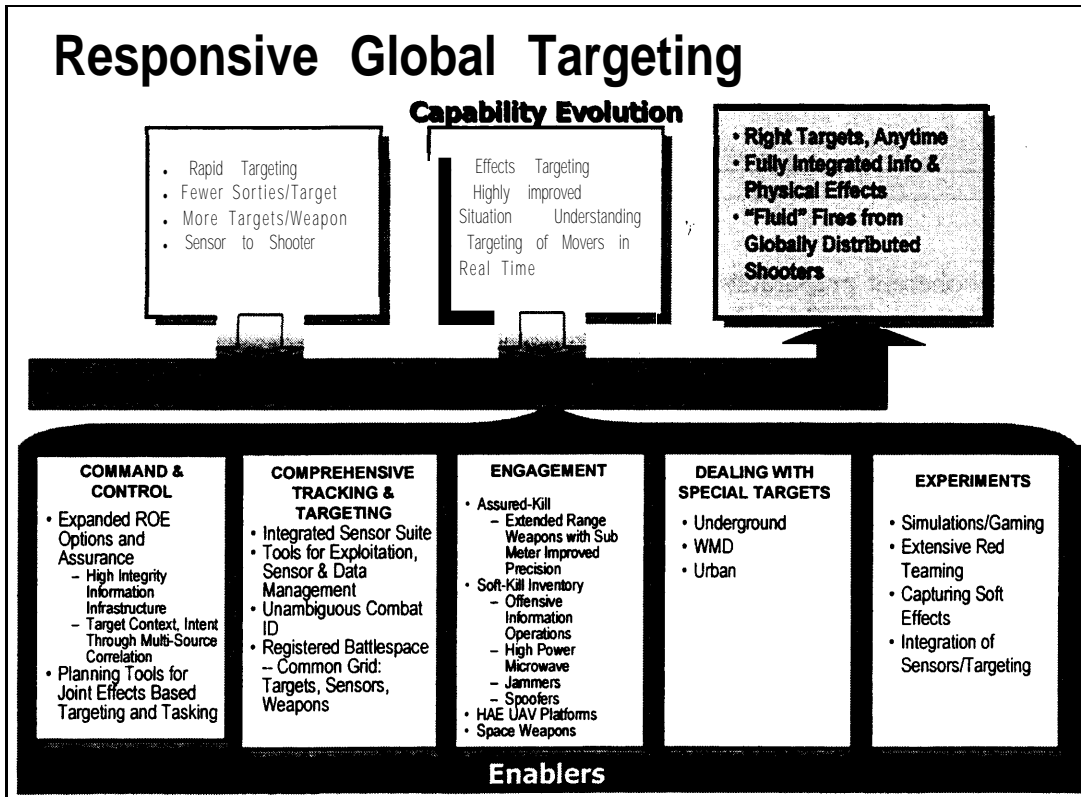 Responsive Global Targeting
Capability Evolution
• Rapid Targeting
• Fewer Sorties/Target
• More Targets/Weapon
• Sensor to Shooter
Effects Targeting
Highly improved
Situation Understanding
Targeting of Movers in
Real Time
• Right Targets, Anytime
• Fully Integrated Info &
Physical Effects
• "Fluid" Fires from
Globally Distributed
Shooters
COMMAND &
CONTROL
• Expanded ROE
Options and
Assurance
– High Integrity
Information
Infrastructure
– Target Context, Intent
Through Multi-Source
Correlation
• Planning Tools for
Joint Effects Based
Targeting and Tasking
COMPREHENSIVE
TRACKING &
TARGETING
• Integrated Sensor Suite
• Tools for Exploitation,
Sensor & Data
Management
• Unambiguous Combat
ID
• Registered Battlespace
-- Common Grid:
Targets, Sensors,
Weapons
ENGAGEMENT
• Assured-Kill
– Extended Range
Weapons with Sub
Meter Improved
Precision
• Soft-Kill Inventory
– Offensive
Information
Operations
– High Power
Microwave
– Jammers
– Spoofers
• HAE UAV Platforms
• Space Weapons
DEALING WITH
SPECIAL TARGETS
• Underground
• WMD
• Urban
EXPERIMENTS
• Simulations/Gaming
• Extensive Red
Teaming
• Capturing Soft
Effects
• Integration of
Sensors/Targeting
Enablers